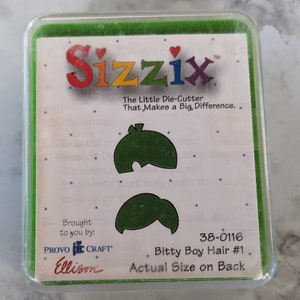 Sizzix™
The Little Die-Cutter
That Makes a Big Difference.
Brought
to you by:
PROVO CRAFT®
Ellison®
38-0116
Bitty Boy Hair #1
Actual Size on Back